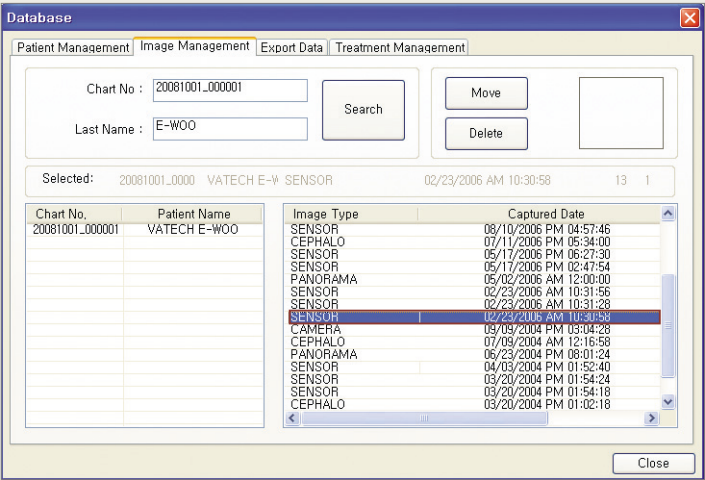 Database
Patient Management Image Management Export Data Treatment Management
Chart No : 20081001_000001
Search
Move
Last Name : E-WOO
Delete
Selected: 20081001_0000 VATECH E-W SENSOR 02/23/2006 AM 10:30:58 13 1
Chart No, Patient Name
20081001_000001 VATECH E-WOO
Image Type Captured Date
SENSOR 08/10/2006 PM 04:57:46
CEPHALO 07/11/2006 PM 05:34:00
SENSOR 05/17/2006 PM 06:27:30
SENSOR 05/17/2006 PM 02:47:54
PANORAMA 05/02/2006 AM 12:00:00
SENSOR 02/23/2006 AM 10:31:56
SENSOR 02/23/2006 AM 10:31:28
SENSOR 02/23/2006 AM 10:30:58
CAMERA 09/09/2004 PM 03:04:28
CEPHALO 07/09/2004 AM 12:16:58
PANORAMA 06/23/2004 PM 08:01:24
SENSOR 04/03/2004 PM 01:52:40
SENSOR 03/20/2004 PM 01:54:24
SENSOR 03/20/2004 PM 01:54:18
CEPHALO 03/20/2004 PM 01:02:18
Close